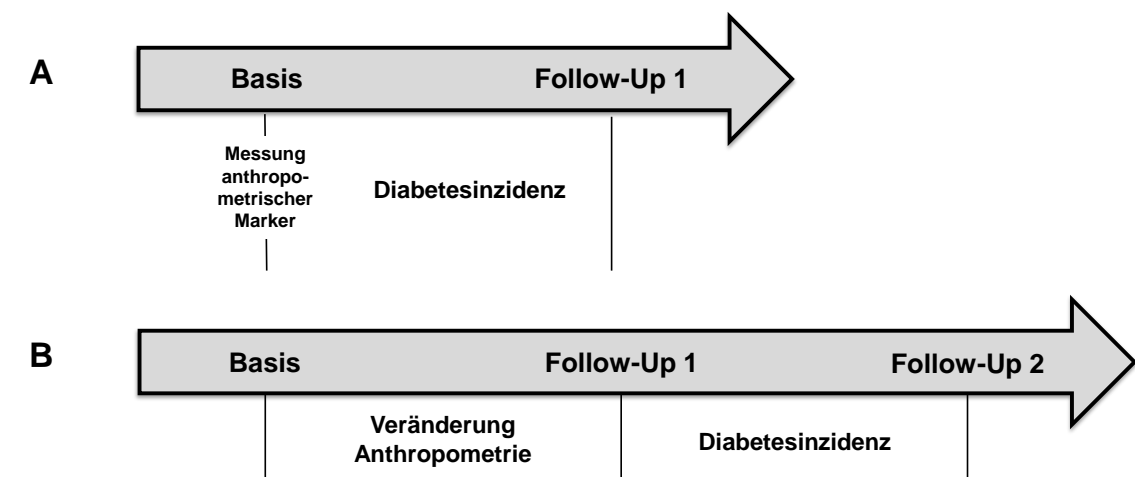 A
Basis Follow-Up 1
Messung
anthropo-
metrischer
Marker
Diabetesinzidenz
B
Basis Follow-Up 1 Follow-Up 2
Veränderung
Anthropometrie
Diabetesinzidenz